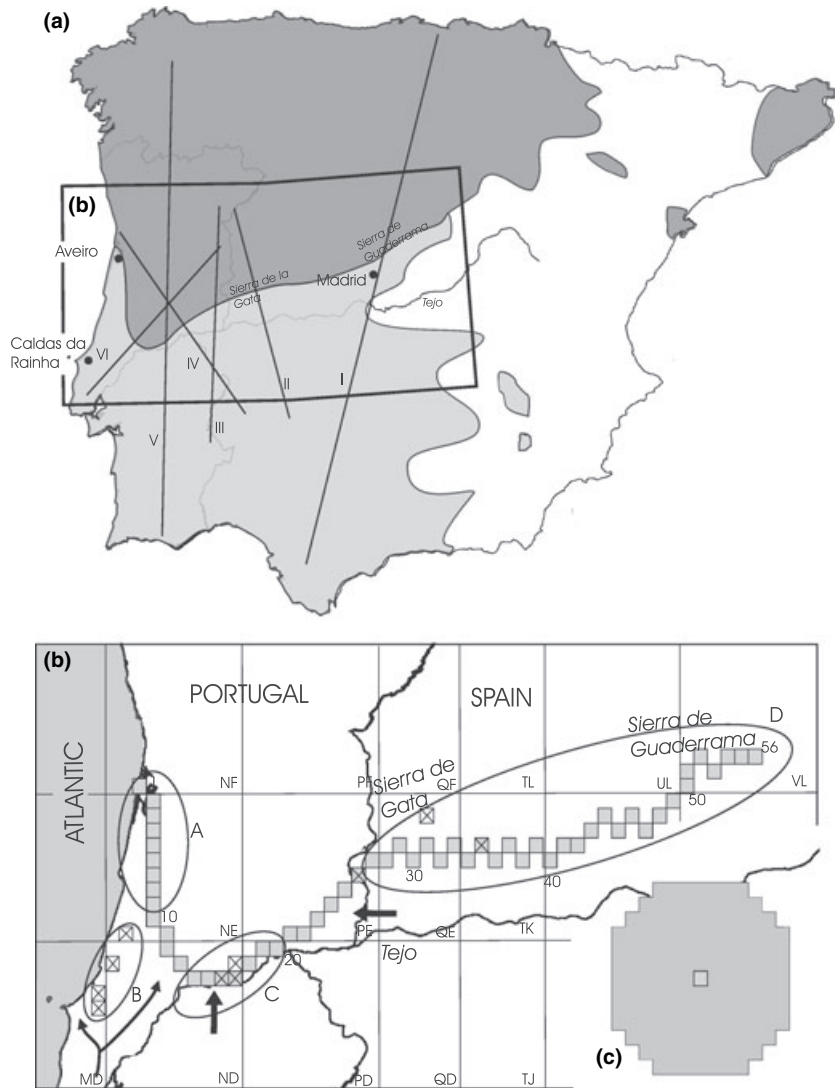 (a)
(b)
Aveiro
Sierra de
Guaderrama
Sierra de la
Gata
Madrid
Tejo
Caldas da
Rainha
VI
IV
II
I
III
V
(b)
PORTUGAL
SPAIN
ATLANTIC
D
Sierra de
Guaderrama
56
NF
PF
QF
TL
UL
VL
Sierra de
Gata
50
A
30
40
10
NE
PE
QE
TK
20
Tejo
B
C
(c)
MD
ND
PD
QD
TJ